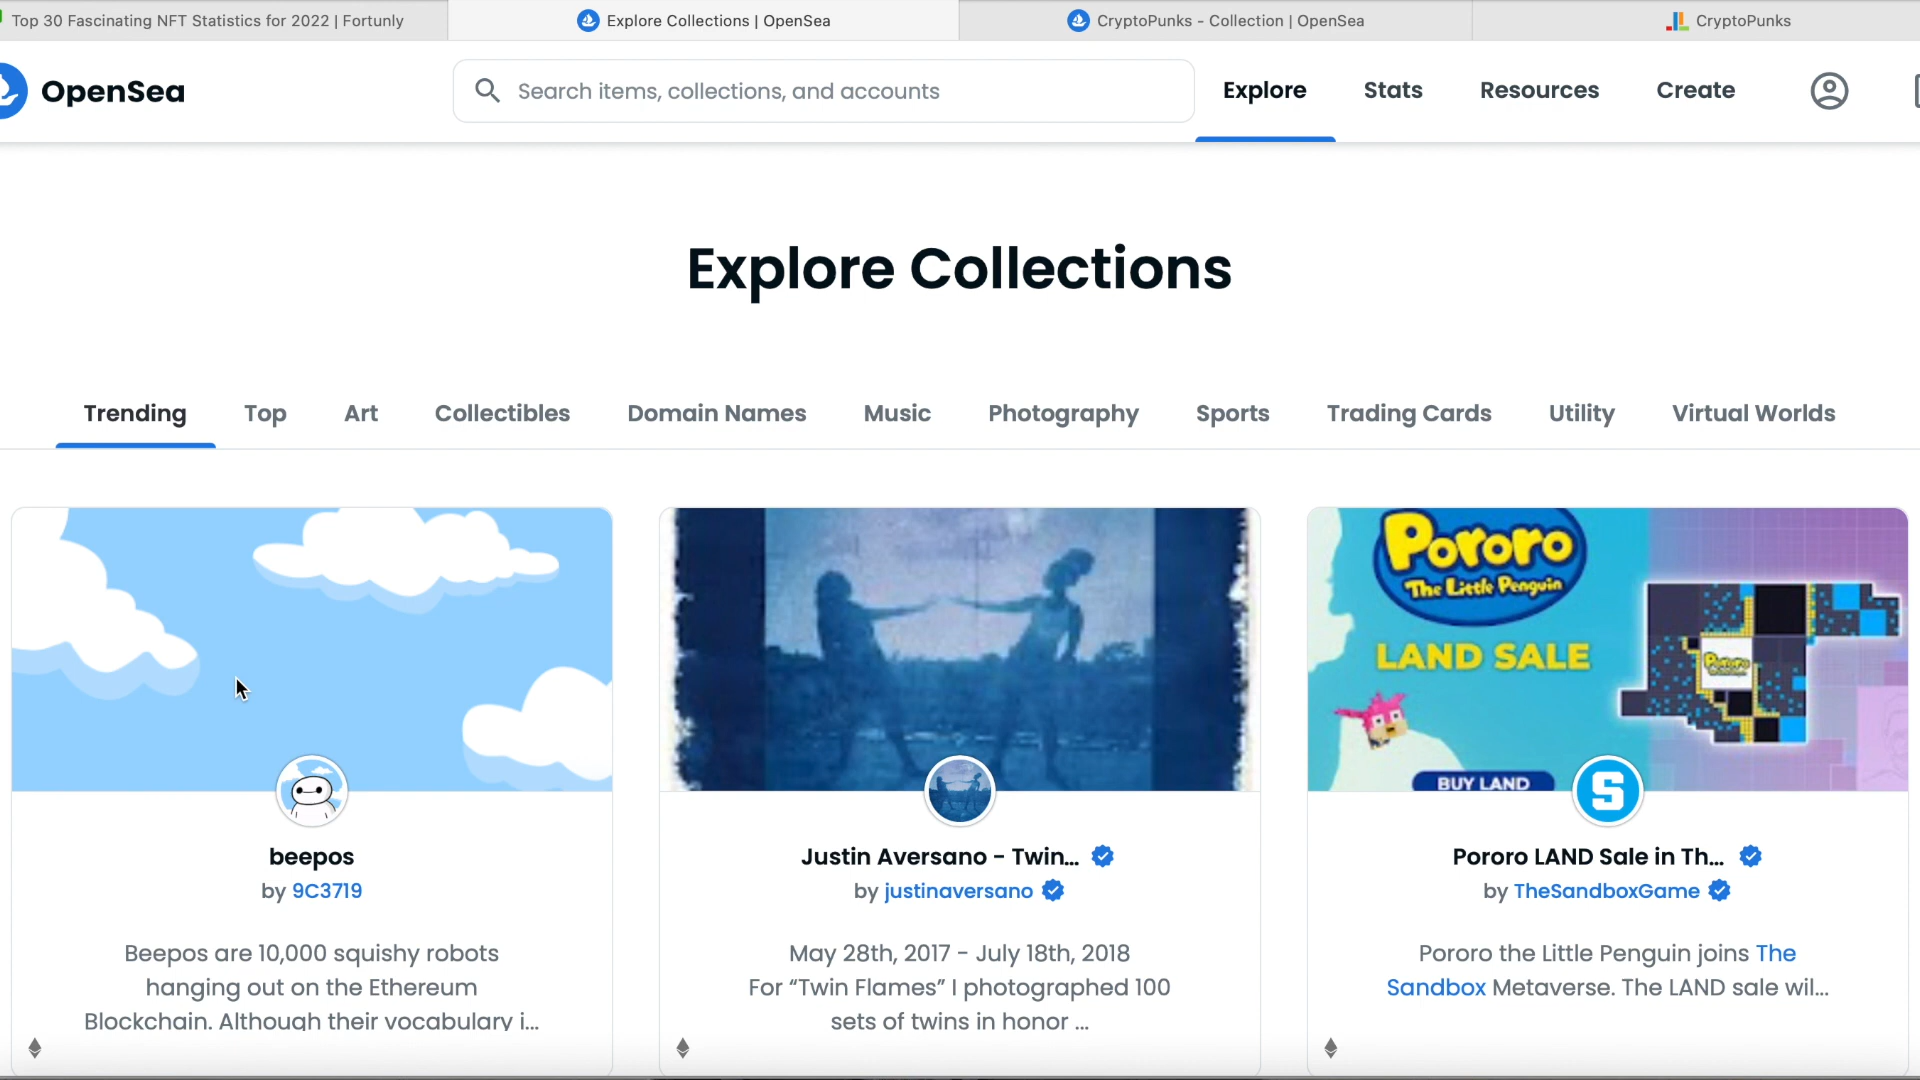 Top 30 Fascinating NFT Statistics for 2022 | Fortunly
Explore Collections | OpenSea
CryptoPunks - Collection | OpenSea
CryptoPunks
OpenSea
Search items, collections, and accounts
Explore
Stats
Resources
Create
Explore Collections
Trending
Top
Art
Collectibles
Domain Names
Music
Photography
Sports
Trading Cards
Utility
Virtual Worlds
beepos
by 9C3719
Beepos are 10,000 squishy robots
hanging out on the Ethereum
Blockchain. Although their vocabulary i...
Justin Aversano - Twin...
by justinaversano
May 28th, 2017 - July 18th, 2018
For “Twin Flames” I photographed 100
sets of twins in honor ...
Pororo
The Little Penguin
LAND SALE
Pororo
BUY LAND
S
Pororo LAND Sale in Th...
by TheSandboxGame
Pororo the Little Penguin joins The
Sandbox Metaverse. The LAND sale wil...